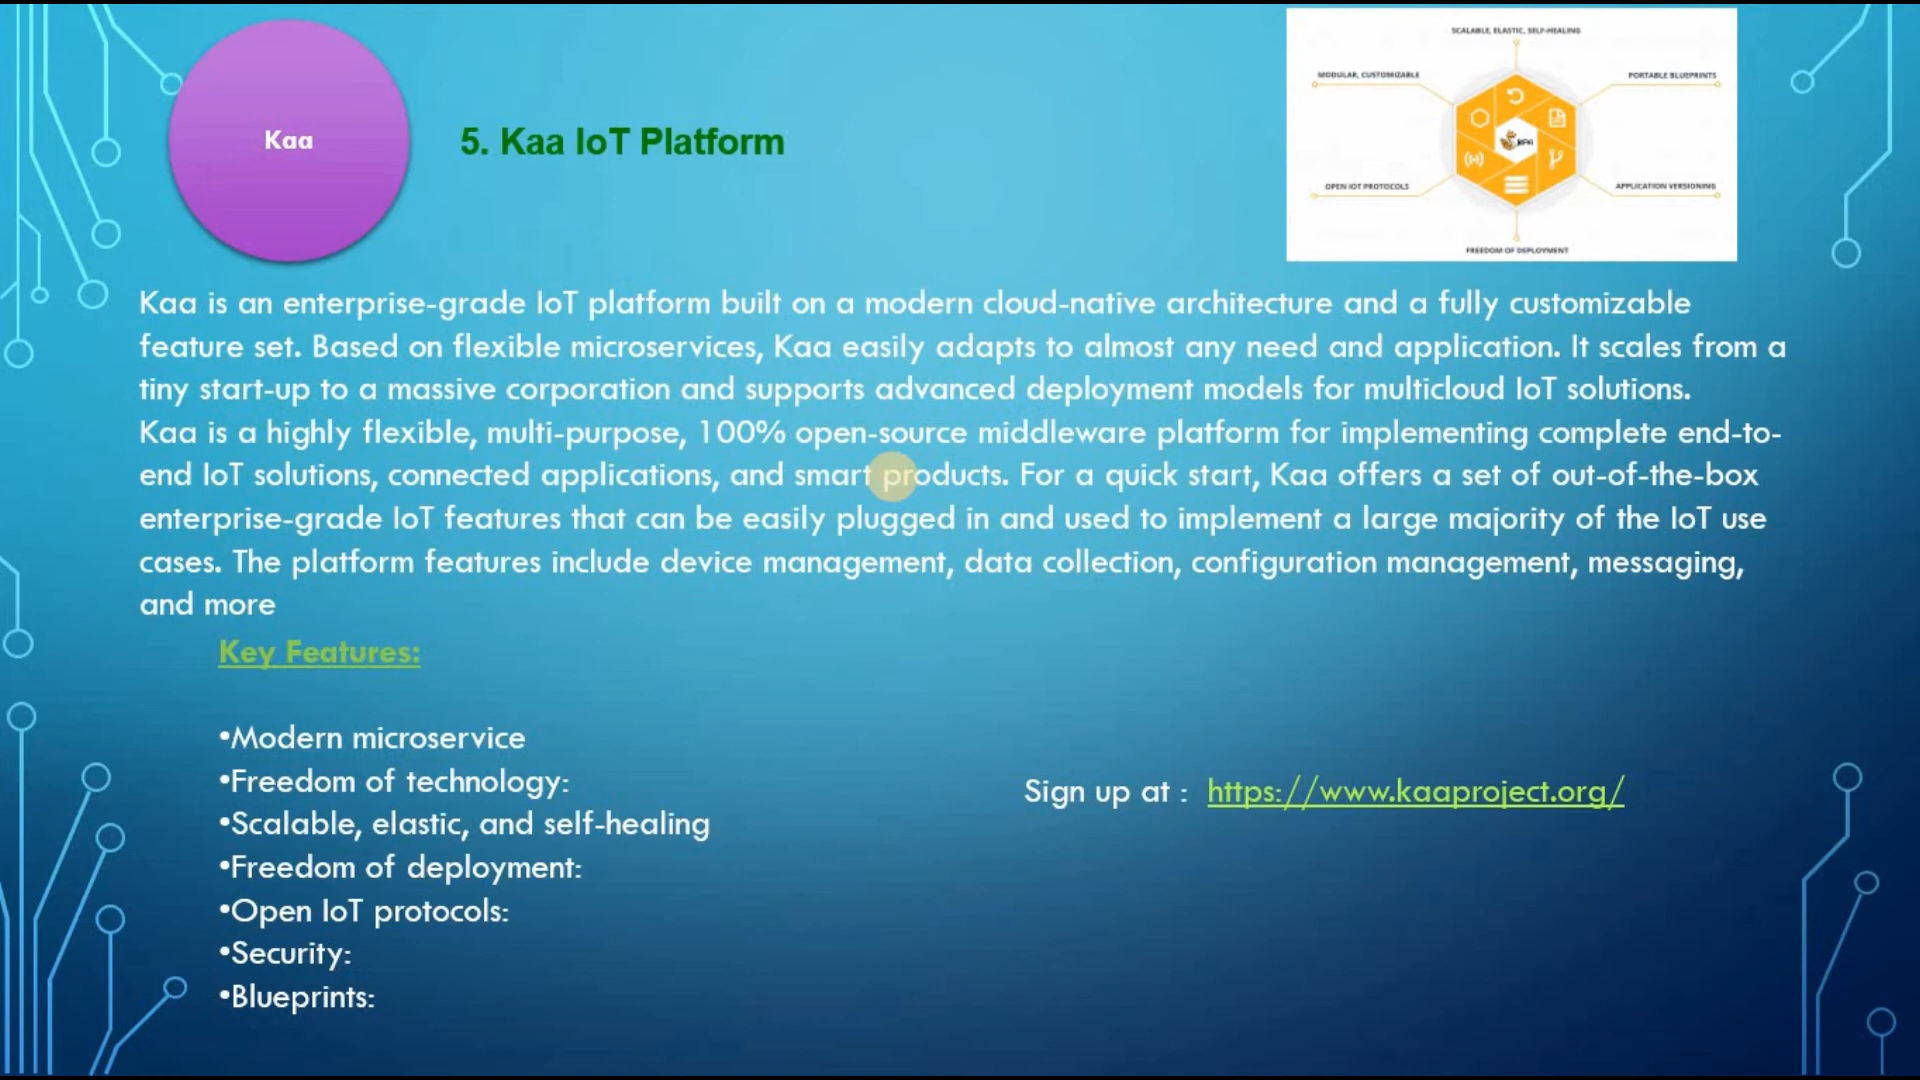 Kaa
5. Kaa IoT Platform
SCALABLE, ELASTIC, SELF-HEALING
MODULAR, CUSTOMIZABLE
PORTABLE BLUEPRINTS
Kaa
OPEN IOT PROTOCOLS
APPLICATION VERSIONING
FREEDOM OF DEPLOYMENT
Kaa is an enterprise-grade IoT platform built on a modern cloud-native architecture and a fully customizable
feature set. Based on flexible microservices, Kaa easily adapts to almost any need and application. It scales from a
tiny start-up to a massive corporation and supports advanced deployment models for multicloud IoT solutions.
Kaa is a highly flexible, multi-purpose, 100% open-source middleware platform for implementing complete end-to-
end IoT solutions, connected applications, and smart products. For a quick start, Kaa offers a set of out-of-the-box
enterprise-grade IoT features that can be easily plugged in and used to implement a large majority of the IoT use
cases. The platform features include device management, data collection, configuration management, messaging,
and more
Key Features:
•Modern microservice
•Freedom of technology:
•Scalable, elastic, and self-healing
•Freedom of deployment:
•Open IoT protocols:
•Security:
•Blueprints:
Sign up at : https://www.kaaproject.org/